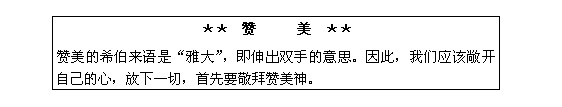 ★★ 赞 美 ★★
赞美的希伯来语是“雅大”，即伸出双手的意思。因此，我们应该敞开
自己的心，放下一切，首先要敬拜赞美神。